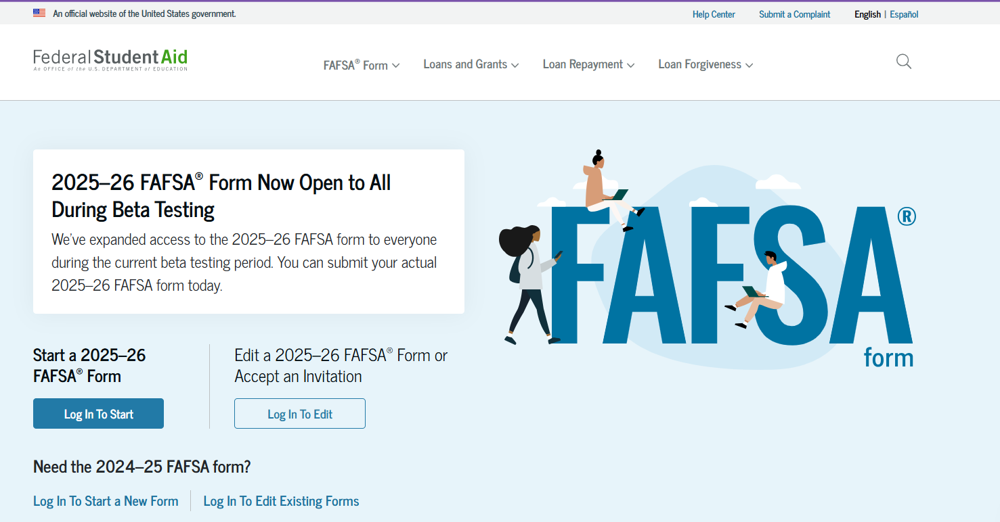 An official website of the United States government.
Help Center
Submit a Complaint
English | Español
Federal Student Aid
An OFFICE of the U.S. DEPARTMENT of EDUCATION
FAFSA® Form
Loans and Grants
Loan Repayment
Loan Forgiveness
2025–26 FAFSA® Form Now Open to All
During Beta Testing
We've expanded access to the 2025–26 FAFSA form to everyone
during the current beta testing period. You can submit your actual
2025–26 FAFSA form today.
FAFSA®
form
Start a 2025–26
FAFSA® Form
Log In To Start
Edit a 2025–26 FAFSA® Form or
Accept an Invitation
Log In To Edit
Need the 2024–25 FAFSA form?
Log In To Start a New Form
Log In To Edit Existing Forms